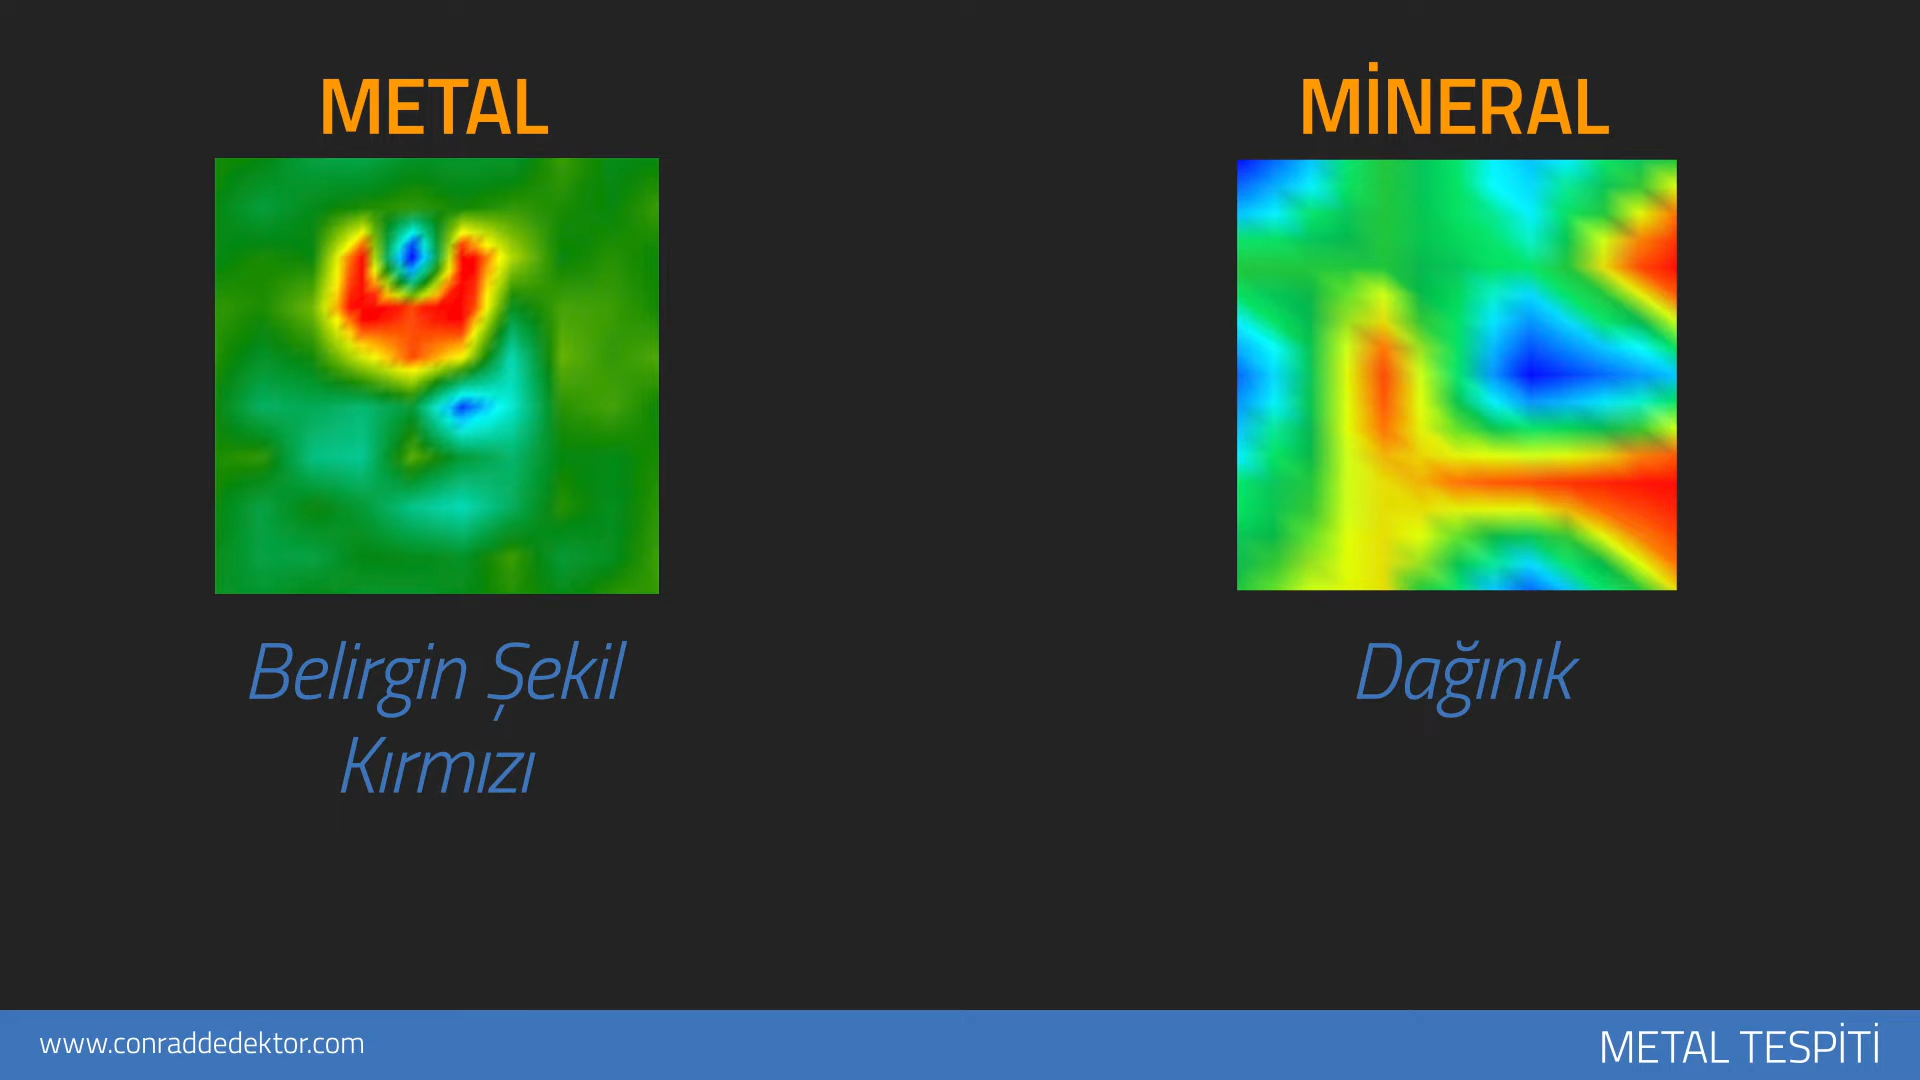 METAL
MİNERAL
Belirgin Şekil
Kırmızı
Dağınık
www.conraddedektor.com
METAL TESPİTİ